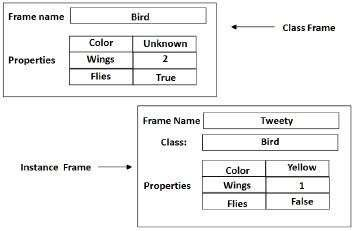 Frame name Bird
Class Frame
Color Unknown
Properties Wings 2
Flies True
Frame Name Tweety
Class: Bird
Instance Frame
Color Yellow
Properties Wings 1
Flies False